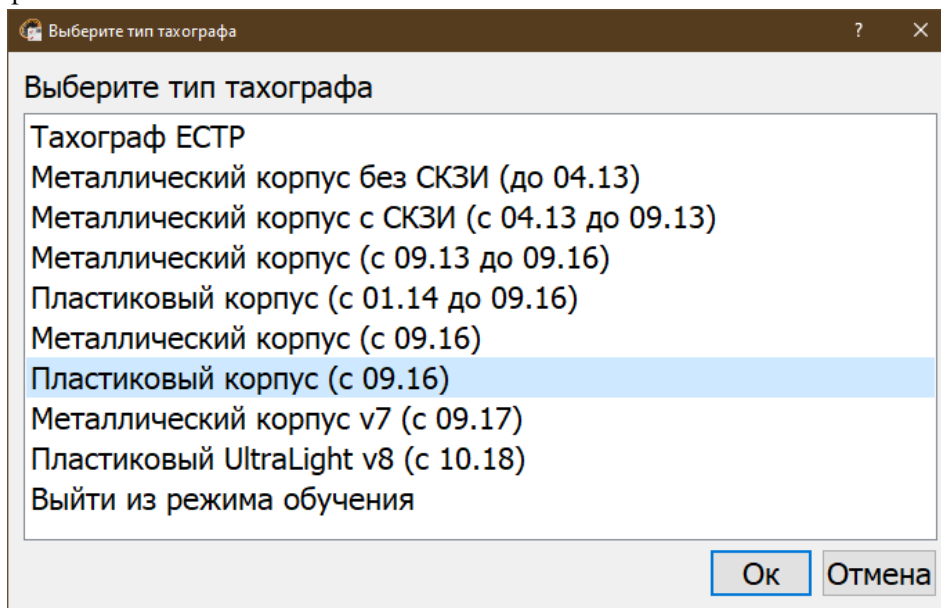 Выберите тип тахографа
?
Выберите тип тахографа
Тахограф ЕСТР
Металлический корпус без СКЗИ (до 04.13)
Металлический корпус с СКЗИ (с 04.13 до 09.13)
Металлический корпус (с 09.13 до 09.16)
Пластиковый корпус (с 01.14 до 09.16)
Металлический корпус (с 09.16)
Пластиковый корпус (с 09.16)
Металлический корпус v7 (с 09.17)
Пластиковый UltraLight v8 (с 10.18)
Выйти из режима обучения
Ок Отмена